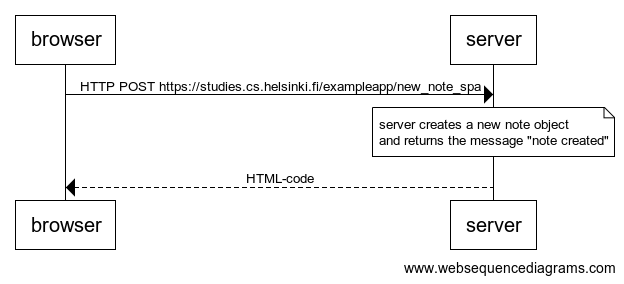 browser
server
HTTP POST https://studies.cs.helsinki.fi/exampleapp/new_note_spa
server creates a new note object
and returns the message "note created"
HTML-code
browser
server
www.websequencediagrams.com